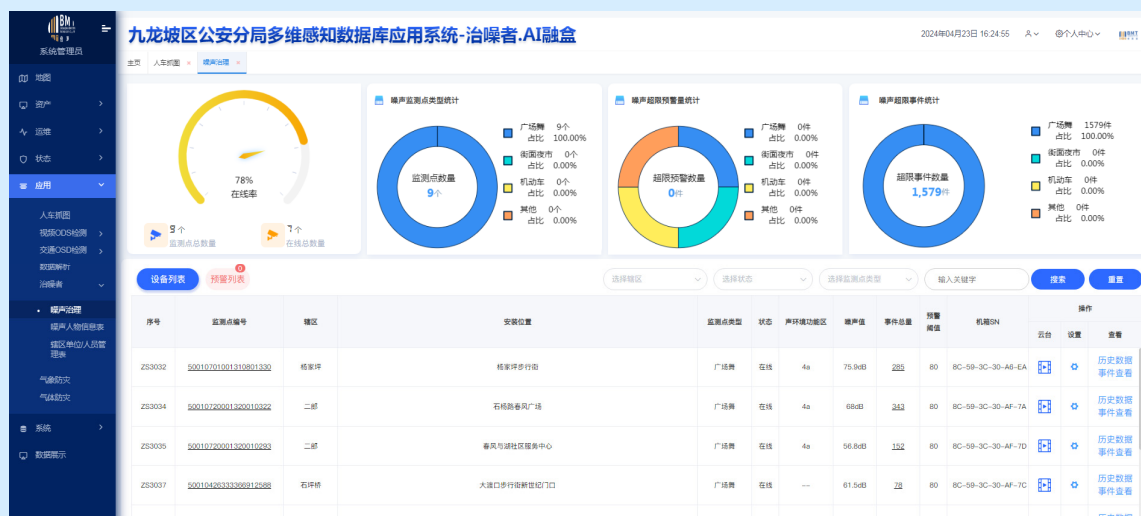 BM
系统管理员
地图
资产
运维
状态
应用
人车抓图
视频ODS检测
交通OSD检测
数据解析
治噪者
噪声治理
噪声人物信息表
辖区单位/人员管
理表
气象防灾
气体防灾
系统
数据展示
九龙坡区公安分局多维感知数据库应用系统-治噪者.AI融盒
2024年04月23日 16:24:55 个人中心
主页 人车抓图 × 噪声治理 ×
78%
在线率
9个
监测点总数量
7个
在线总数量
噪声监测点类型统计
监测点数量
9个
广场舞 9个
占比 100.00%
街面夜市 0个
占比 0.00%
机动车 0个
占比 0.00%
其他 0个
占比 0.00%
噪声超限预警量统计
超限预警数量
0件
广场舞 0件
占比 0.00%
街面夜市 0件
占比 0.00%
机动车 0件
占比 0.00%
其他 0件
占比 0.00%
噪声超限事件统计
超限事件数量
1,579件
广场舞 1579件
占比 100.00%
街面夜市 0件
占比 0.00%
机动车 0件
占比 0.00%
其他 0件
占比 0.00%
设备列表 预警列表 0 选择辖区 选择状态 选择监测点类型 输入关键字 搜索 重置
序号 监测点编号 辖区 安装位置 监测点类型 状态 声环境功能区 噪声值 事件总量 预警阈值 机箱SN 操作
云台 设置 查看
ZS3032 50010701001310801330 杨家坪 杨家坪步行街 广场舞 在线 4a 75.9dB 285 80 8C-59-3C-30-A6-EA 历史数据
事件查看
ZS3034 50010720001320010322 二郎 石杨路春风广场 广场舞 在线 4a 68dB 343 80 8C-59-3C-30-AF-7A 历史数据
事件查看
ZS3035 50010720001320010293 二郎 春风与湖社区服务中心 广场舞 在线 4a 56.8dB 152 80 8C-59-3C-30-AF-7D 历史数据
事件查看
ZS3037 50010426333366912588 石坪桥 大渡口步行街新世纪门口 广场舞 在线 -- 61.5dB 78 80 8C-59-3C-30-AF-7C 历史数据
事件查看